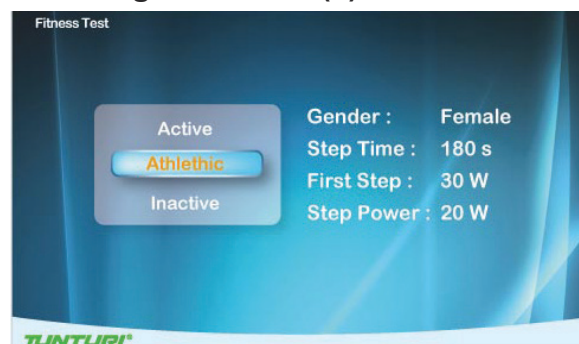 Fitness Test
Active
Athlethic
Inactive
Gender : Female
Step Time : 180 s
First Step : 30 W
Step Power : 20 W
TUNTURI®